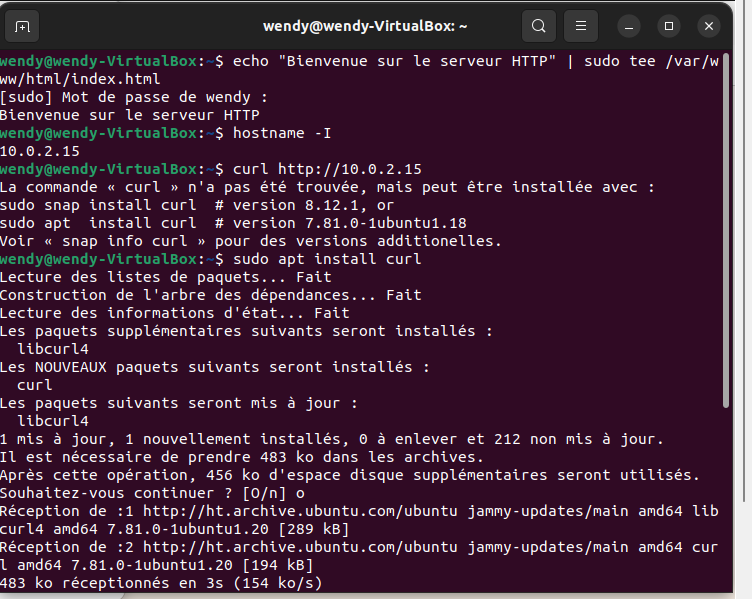 wendy@wendy-VirtualBox: ~
wendy@wendy-VirtualBox:~$ echo "Bienvenue sur le serveur HTTP" | sudo tee /var/w
ww/html/index.html
[sudo] Mot de passe de wendy :
Bienvenue sur le serveur HTTP
wendy@wendy-VirtualBox:~$ hostname -I
10.0.2.15
wendy@wendy-VirtualBox:~$ curl http://10.0.2.15
La commande « curl » n'a pas été trouvée, mais peut être installée avec :
sudo snap install curl  # version 8.12.1, or
sudo apt  install curl  # version 7.81.0-1ubuntu1.18
Voir « snap info curl » pour des versions additionelles.
wendy@wendy-VirtualBox:~$ sudo apt install curl
Lecture des listes de paquets... Fait
Construction de l'arbre des dépendances... Fait
Lecture des informations d'état... Fait
Les paquets supplémentaires suivants seront installés :
  libcurl4
Les NOUVEAUX paquets suivants seront installés :
  curl
Les paquets suivants seront mis à jour :
  libcurl4
1 mis à jour, 1 nouvellement installés, 0 à enlever et 212 non mis à jour.
Il est nécessaire de prendre 483 ko dans les archives.
Après cette opération, 456 ko d'espace disque supplémentaires seront utilisés.
Souhaitez-vous continuer ? [O/n] o
Réception de :1 http://ht.archive.ubuntu.com/ubuntu jammy-updates/main amd64 lib
curl4 amd64 7.81.0-1ubuntu1.20 [289 kB]
Réception de :2 http://ht.archive.ubuntu.com/ubuntu jammy-updates/main amd64 cur
l amd64 7.81.0-1ubuntu1.20 [194 kB]
483 ko réceptionnés en 3s (154 ko/s)